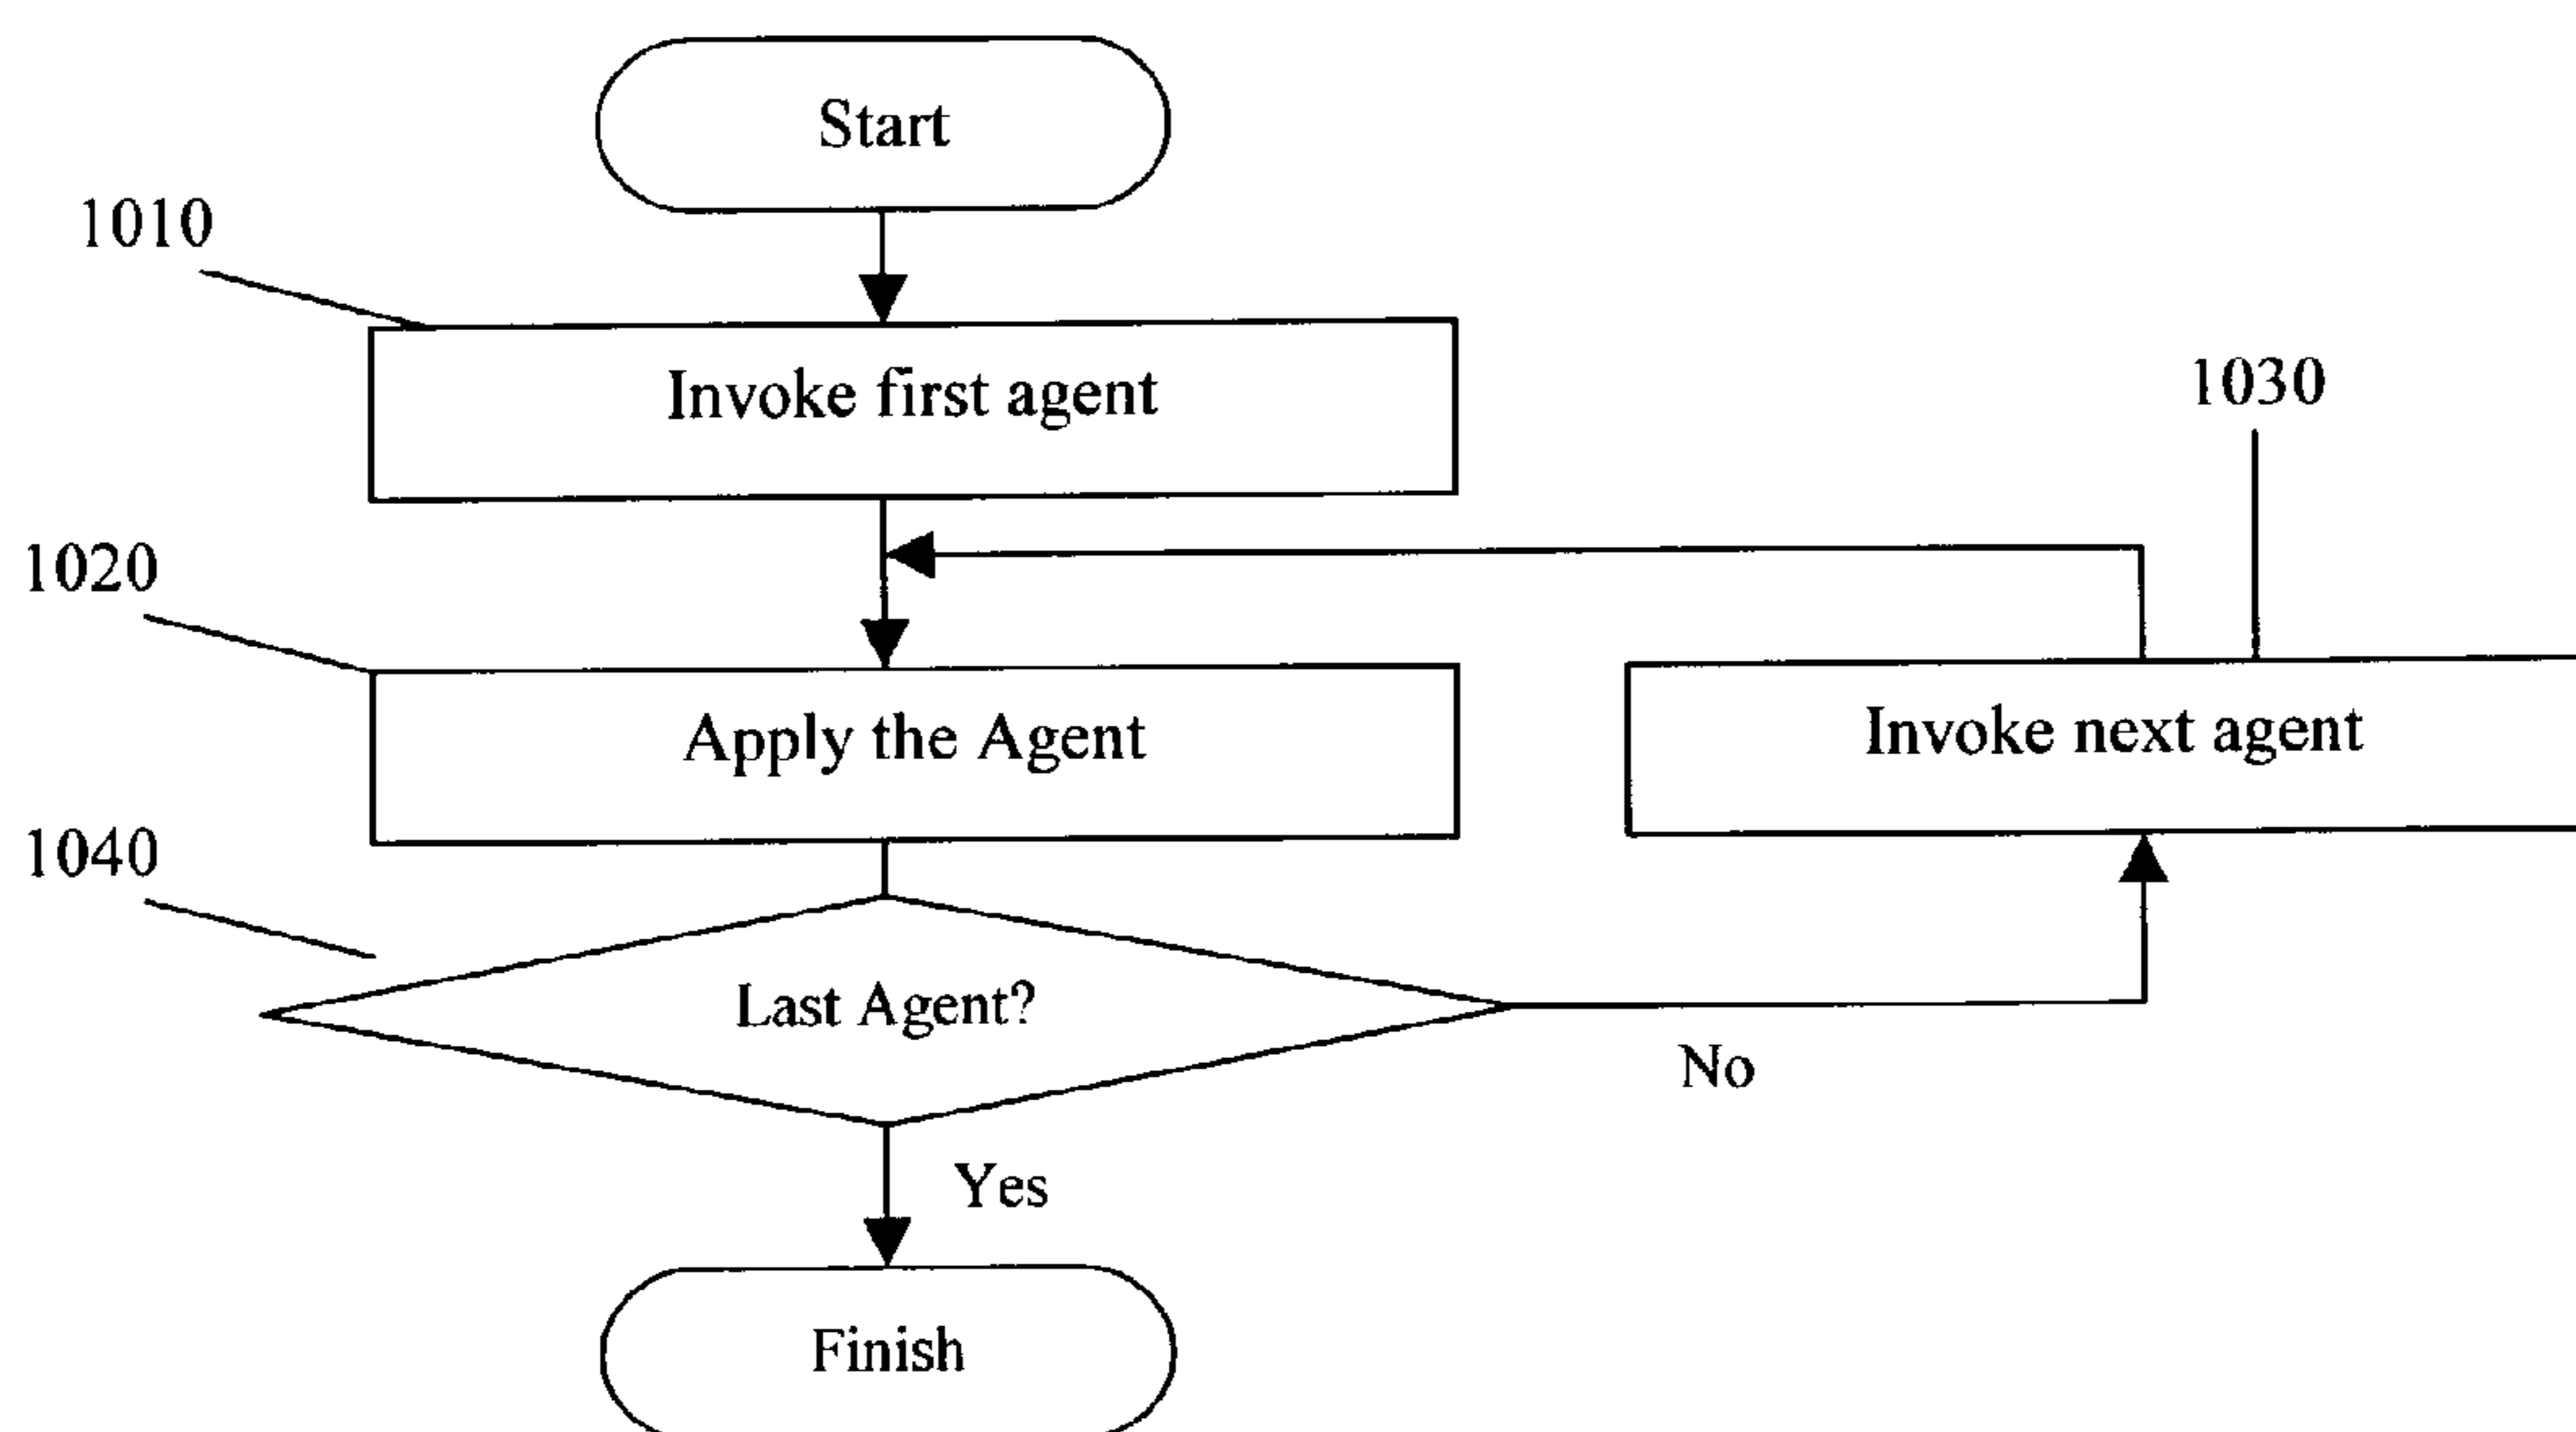 Start
1010
Invoke first agent
1030
1020
Apply the Agent
Invoke next agent
1040
Last Agent?
No
Yes
Finish